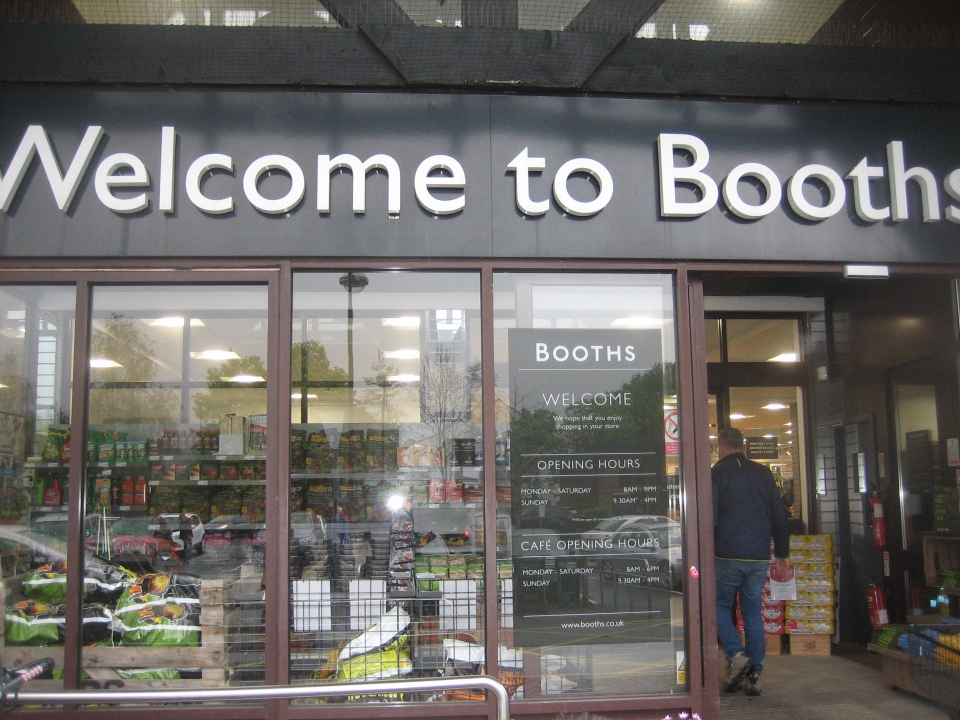 Welcome to Booths
BOOTHS
WELCOME
We hope that you enjoy
shopping in your store
OPENING HOURS
MONDAY - SATURDAY 8AM - 9PM
SUNDAY 9.30AM* - 4PM
CAFÉ OPENING HOURS
MONDAY - SATURDAY 8AM - 6PM
SUNDAY 9.30AM - 4PM
www.booths.co.uk